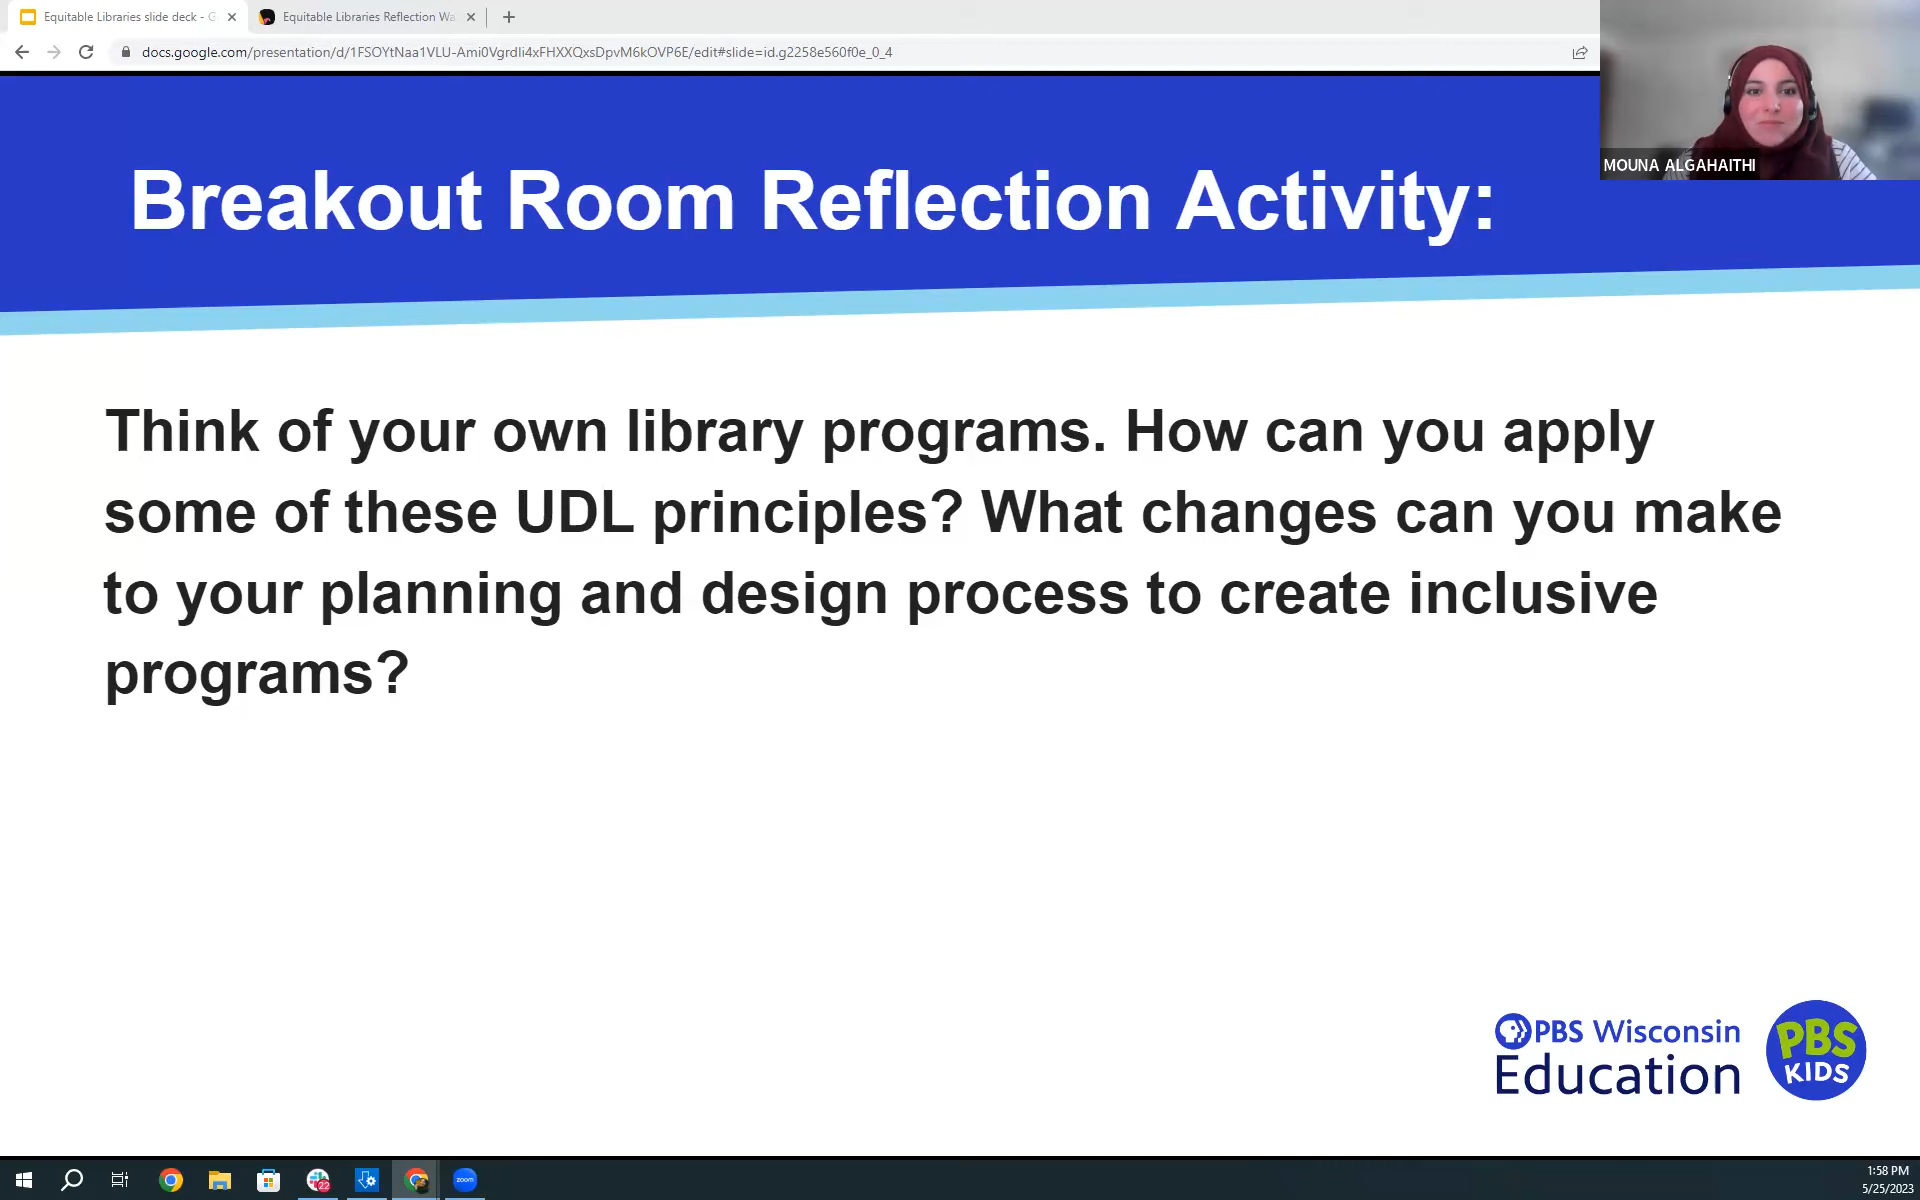 Equitable Libraries slide deck - G
Equitable Libraries Reflection Wa
docs.google.com/presentation/d/1FSOYtNaa1VLU-Ami0Vgrdli4xFHXXQxsDpvM6kOVP6E/edit#slide=id.g2258e560f0e_0_4
MOUNA ALGAHAITHI
Breakout Room Reflection Activity:
Think of your own library programs. How can you apply
some of these UDL principles? What changes can you make
to your planning and design process to create inclusive
programs?
PBS Wisconsin
Education
PBS
KIDS
22
zoom
1:58 PM
5/25/2023